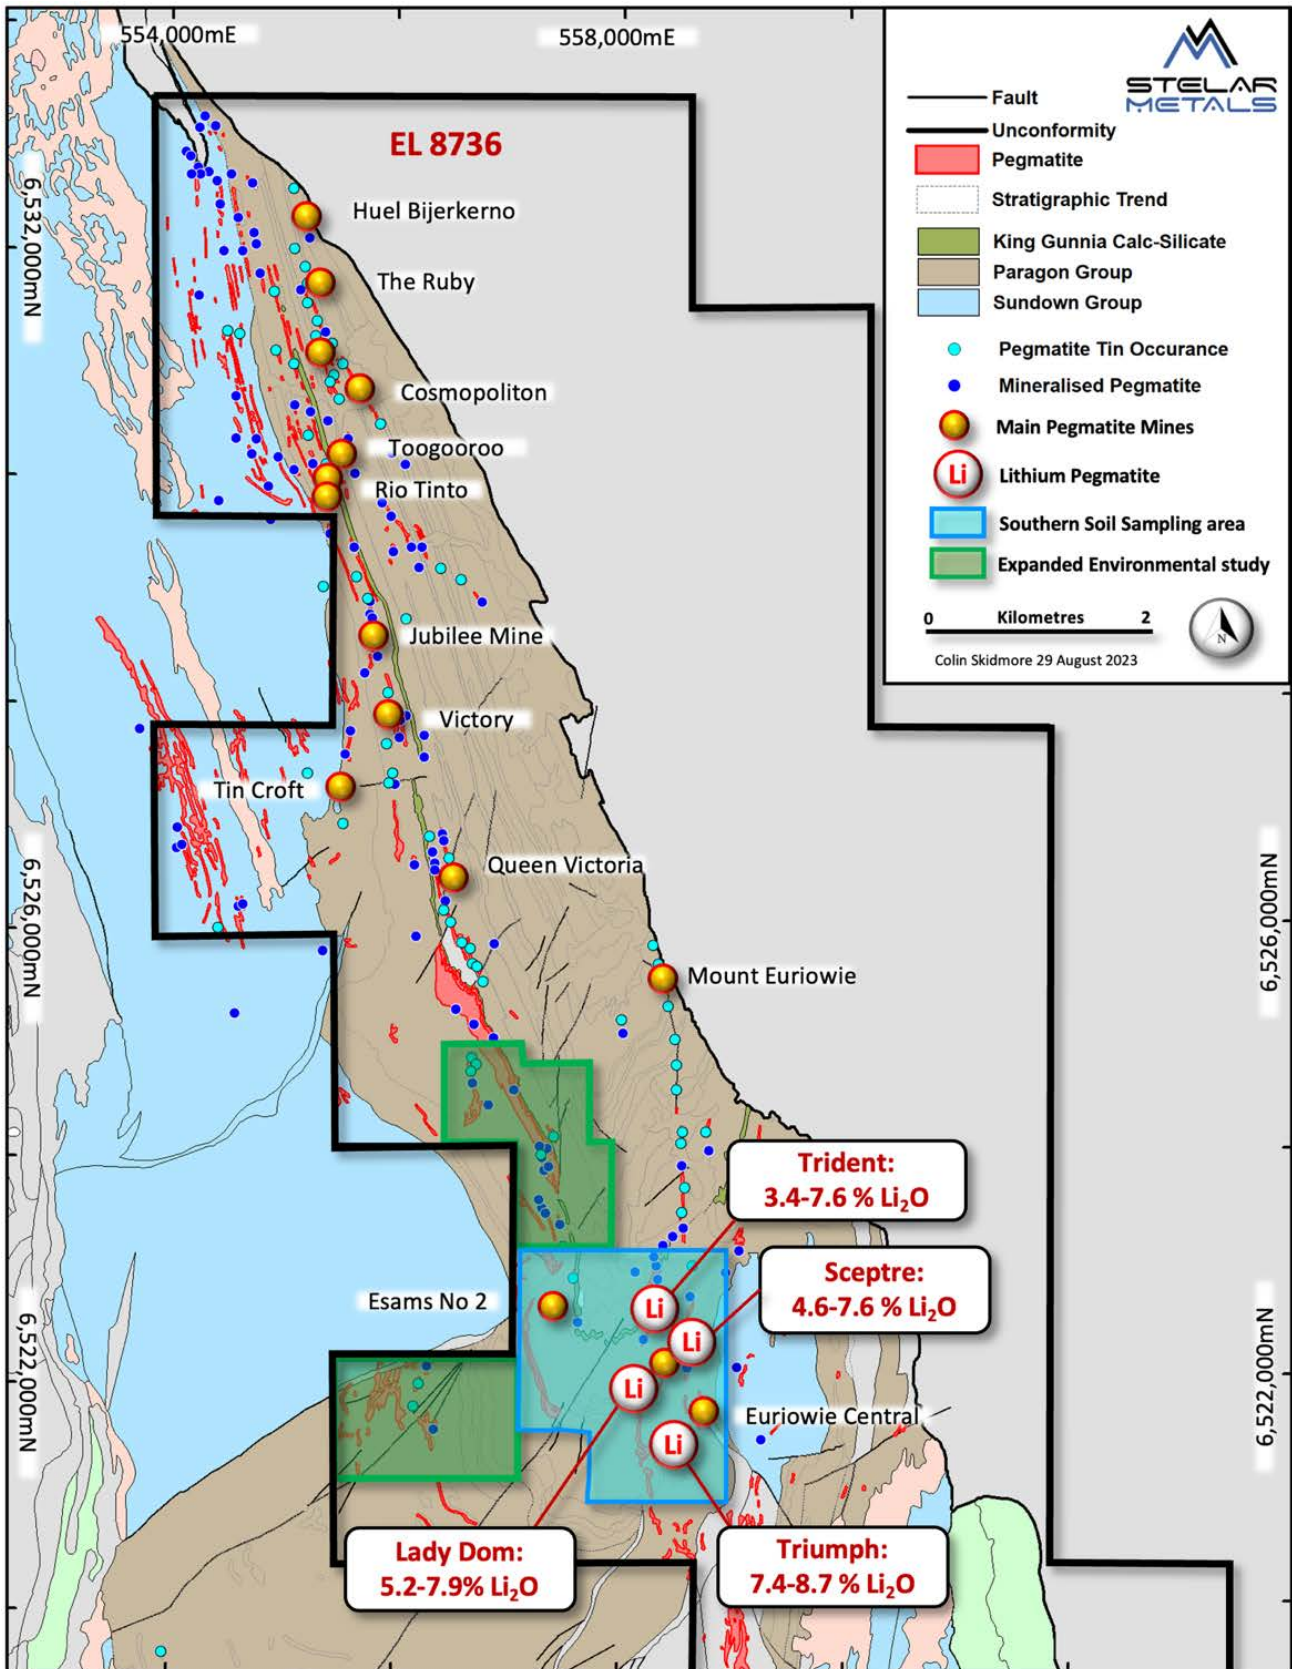 554,000mE
558,000mE
STELAR
METALS
Fault
Unconformity
Pegmatite
Stratigraphic Trend
King Gunnia Calc-Silicate
Paragon Group
Sundown Group
Pegmatite Tin Occurance
Mineralised Pegmatite
Main Pegmatite Mines
Li
Lithium Pegmatite
Southern Soil Sampling area
Expanded Environmental study
0 Kilometres 2
N
Colin Skidmore 29 August 2023
EL 8736
6,532,000mN
Huel Bijerkerno
The Ruby
Cosmopoliton
Toogooroo
Rio Tinto
Jubilee Mine
Victory
Tin Croft
Queen Victoria
6,526,000mN
6,526,000mN
Mount Euriowie
Trident:
3.4-7.6 % Li₂O
Sceptre:
4.6-7.6 % Li₂O
Esams No 2
Li
Li
Li
Li
Euriowie Central
6,522,000mN
6,522,000mN
Lady Dom:
5.2-7.9% Li₂O
Triumph:
7.4-8.7 % Li₂O